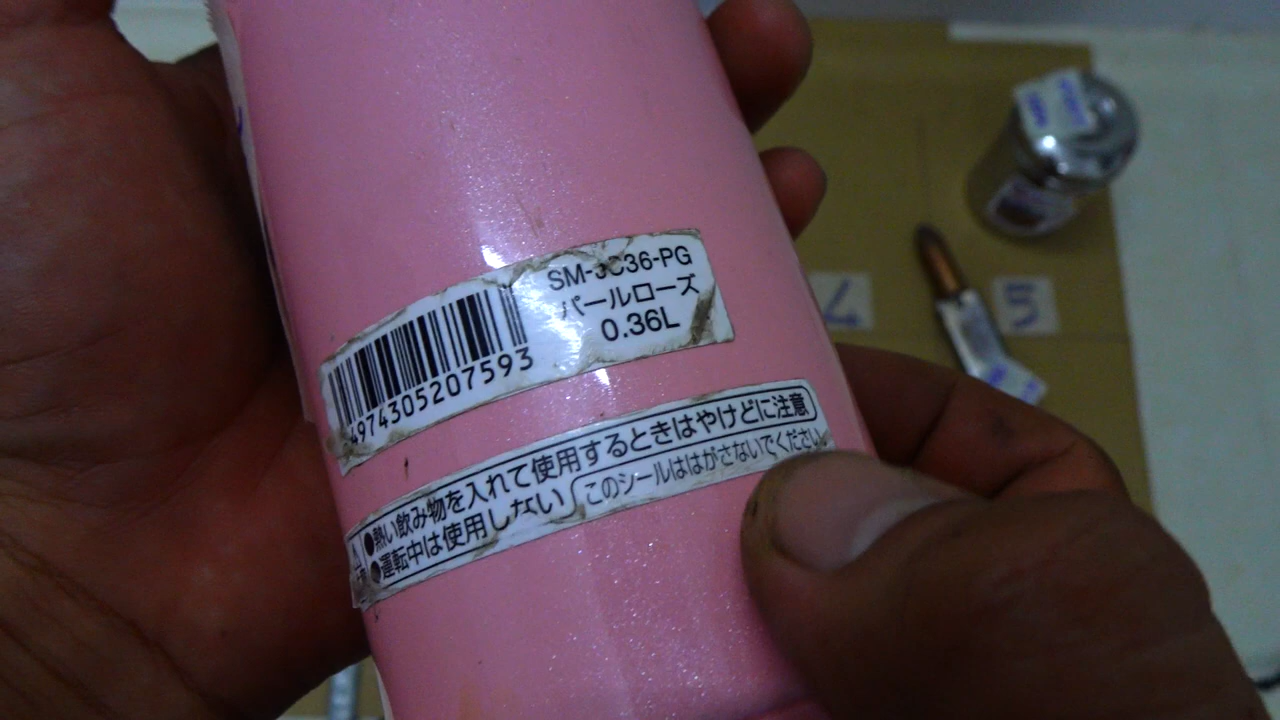 SM-JC36-PG
パールローズ
0.36L
4974305207593
●熱い飲み物を入れて使用するときはやけどに注意
●運転中は使用しない
このシールははがさないでください
4
5